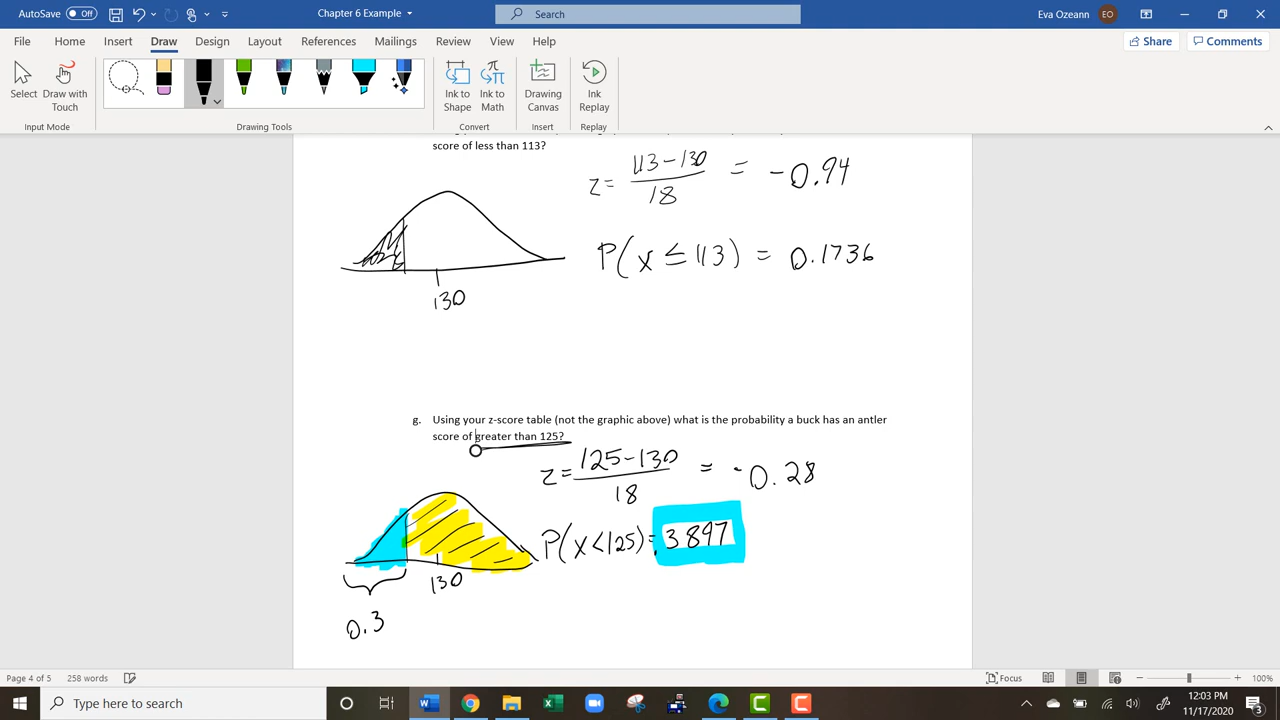 AutoSave Off
Chapter 6 Example
Search
Eva Ozeann EO
File Home Insert Draw Design Layout References Mailings Review View Help
Share Comments
Select
Draw with Touch
Ink to Shape
Ink to Math
Drawing Canvas
Ink Replay
Input Mode Drawing Tools Convert Insert Replay
score of less than 113?
z = 113 - 130 / 18 = -0.94
P(x ≤ 113) = 0.1736
130
g. Using your z-score table (not the graphic above) what is the probability a buck has an antler
score of greater than 125?
z = 125 - 130 / 18 = -0.28
P(x < 125) = .3897
130
0.3
Page 4 of 5 258 words Focus 100%
Type here to search
12:03 PM
11/17/2020